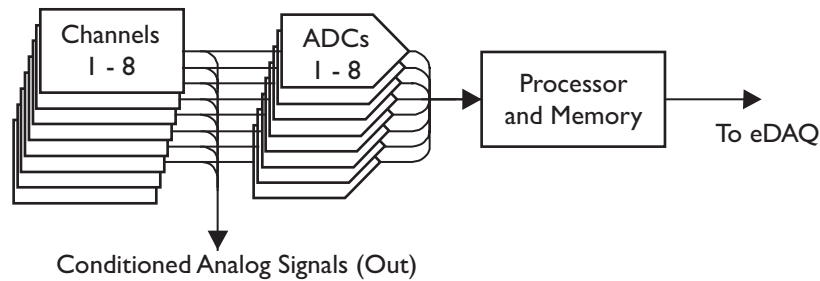 Channels
1 - 8
ADCs
1 - 8
Processor
and Memory
To eDAQ
Conditioned Analog Signals (Out)